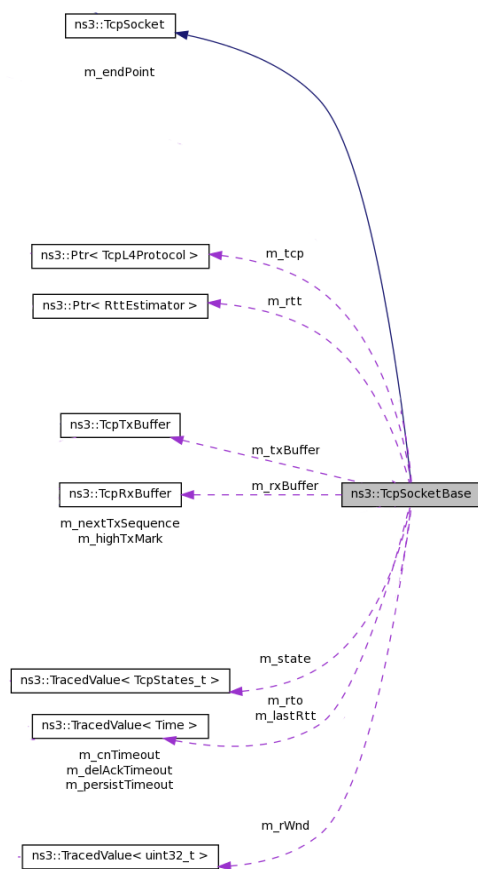 ns3::TcpSocket
m_endPoint
ns3::Ptr< TcpL4Protocol >
m_tcp
ns3::Ptr< RttEstimator >
m_rtt
ns3::TcpTxBuffer
m_txBuffer
ns3::TcpRxBuffer
m_rxBuffer
ns3::TcpSocketBase
m_nextTxSequence
m_highTxMark
m_state
ns3::TracedValue< TcpStates_t >
m_rto
m_lastRtt
ns3::TracedValue< Time >
m_cnTimeout
m_delAckTimeout
m_persistTimeout
m_rWnd
ns3::TracedValue< uint32_t >